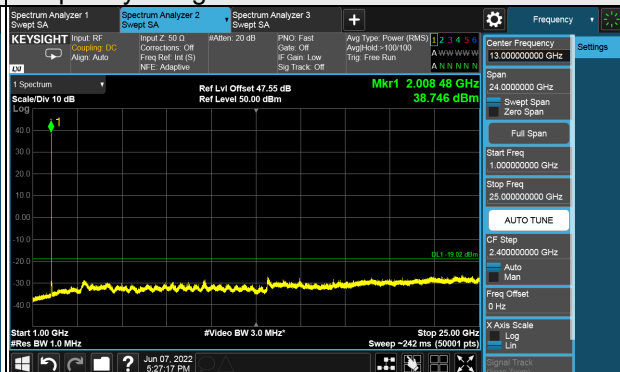 Spectrum Analyzer 1
Swept SA
Spectrum Analyzer 2
Swept SA
Spectrum Analyzer 3
Swept SA
+
Frequency
KEYSIGHT
Input: RF
Coupling: DC
Align: Auto
Input Z: 50 Ω
Corrections: Off
Freq Ref: Int (S)
NFE: Adaptive
#Atten: 20 dB
PNO: Fast
Gate: Off
IF Gain: Low
Sig Track: Off
Avg Type: Power (RMS)
Avg|Hold:>100/100
Trig: Free Run
1 2 3 4 5 6
A W W W W W
A N N N N N
LXI
1 Spectrum
Scale/Div 10 dB
Log
Ref Lvl Offset 47.55 dB
Ref Level 50.00 dBm
Mkr1 2.008 48 GHz
38.746 dBm
1
40.0
30.0
20.0
10.0
0.00
-10.0
-20.0
-30.0
-40.0
DL1 -19.02 dBm
Start 1.00 GHz
#Res BW 1.0 MHz
#Video BW 3.0 MHz*
Stop 25.00 GHz
Sweep ~242 ms (50001 pts)
?
Jun 07, 2022
5:27:17 PM
Center Frequency
13.000000000 GHz
Settings
Span
24.0000000 GHz
Swept Span
Zero Span
Full Span
Start Freq
1.000000000 GHz
Stop Freq
25.000000000 GHz
AUTO TUNE
CF Step
2.400000000 GHz
Auto
Man
Freq Offset
0 Hz
X Axis Scale
Log
Lin
Signal Track